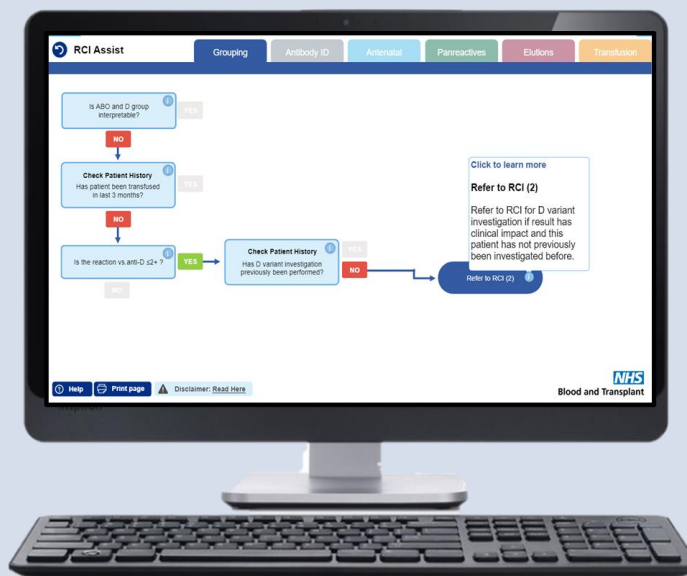 RCI Assist
Grouping
Antibody ID
Antenatal
Panreactives
Elutions
Transfusion
Is ABO and D group
interpretable?
YES
NO
Check Patient History
Has patient been transfused
in last 3 months?
YES
NO
Is the reaction vs.anti-D ≤2+ ?
YES
NO
Check Patient History
Has D variant investigation
previously been performed?
YES
NO
Click to learn more
Refer to RCI (2)
Refer to RCI for D variant
investigation if result has
clinical impact and this
patient has not previously
been investigated before.
Refer to RCI (2)
Help
Print page
Disclaimer: Read Here
NHS
Blood and Transplant